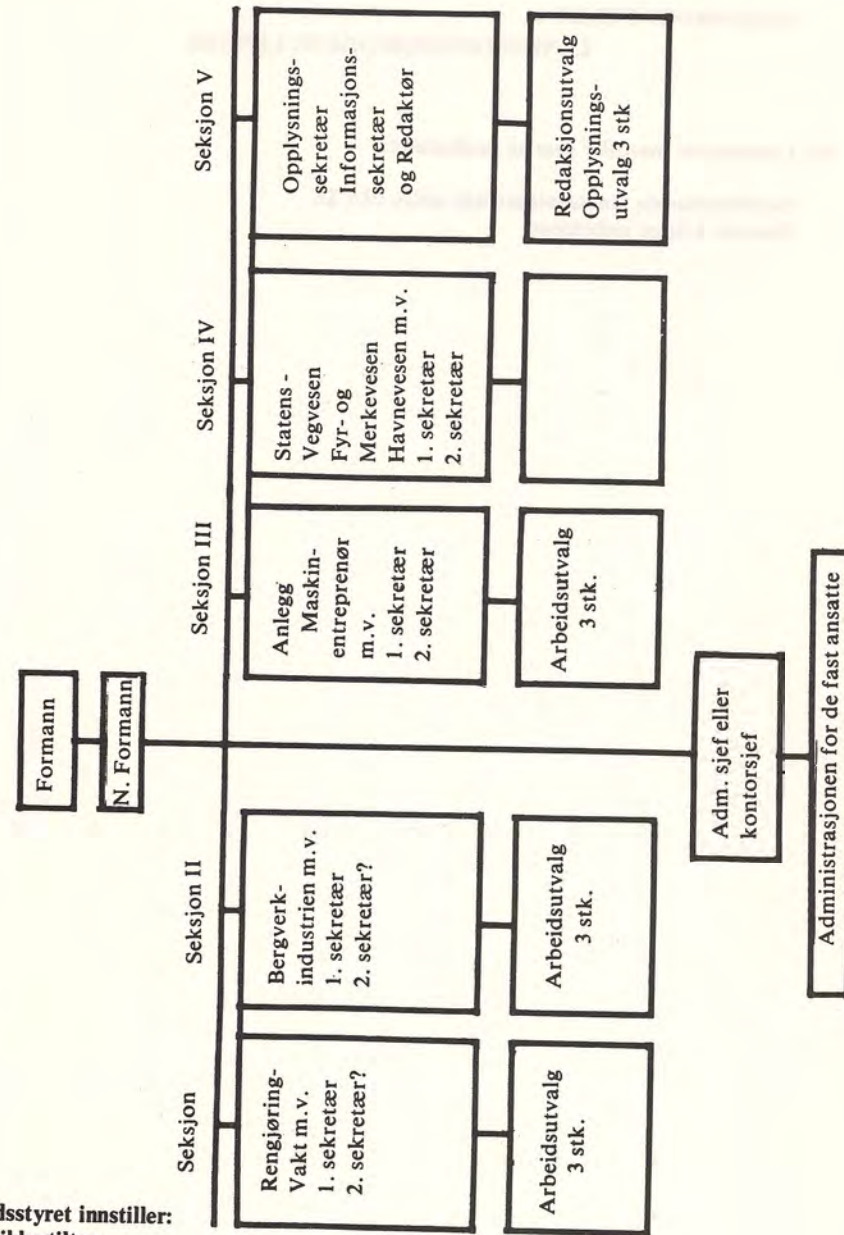 Formann
N. Formann
Seksjon
Rengjøring-
Vakt m.v.
1. sekretær
2. sekretær?
Arbeidsutvalg
3 stk.
Seksjon II
Bergverk-
industrien m.v.
1. sekretær
2. sekretær?
Arbeidsutvalg
3 stk.
Seksjon III
Anlegg
Maskin-
entreprenør
m.v.
1. sekretær
2. sekretær
Arbeidsutvalg
3 stk.
Seksjon IV
Statens -
Vegvesen
Fyr- og
Merkevesen
Havnevesen m.v.
1. sekretær
2. sekretær
Seksjon V
Opplysnings-
sekretær
Informasjons-
sekretær
og Redaktør
Redaksjonsutvalg
Opplysnings-
utvalg 3 stk
Adm. sjef eller
kontorsjef
Administrasjonen for de fast ansatte
dsstyret innstiller: